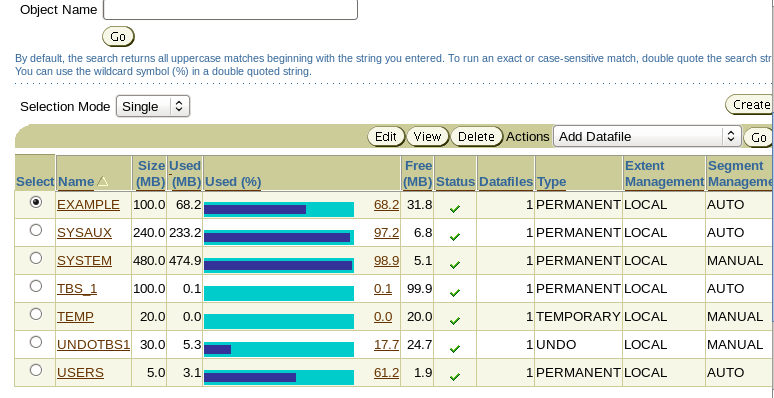 Object Name
Go
By default, the search returns all uppercase matches beginning with the string you entered. To run an exact or case-sensitive match, double quote the search str
You can use the wildcard symbol (%) in a double quoted string.
Selection Mode Single Create
Edit View Delete Actions Add Datafile Go
Size Used Free Extent Segment
Select Name (MB) (MB) Used (%) (MB) Status Datafiles Type Management Manageme
EXAMPLE 100.0 68.2 68.2 31.8 1 PERMANENT LOCAL AUTO
SYSAUX 240.0 233.2 97.2 6.8 1 PERMANENT LOCAL AUTO
SYSTEM 480.0 474.9 98.9 5.1 1 PERMANENT LOCAL MANUAL
TBS_1 100.0 0.1 0.1 99.9 1 PERMANENT LOCAL AUTO
TEMP 20.0 0.0 0.0 20.0 1 TEMPORARY LOCAL MANUAL
UNDOTBS1 30.0 5.3 17.7 24.7 1 UNDO LOCAL MANUAL
USERS 5.0 3.1 61.2 1.9 1 PERMANENT LOCAL AUTO